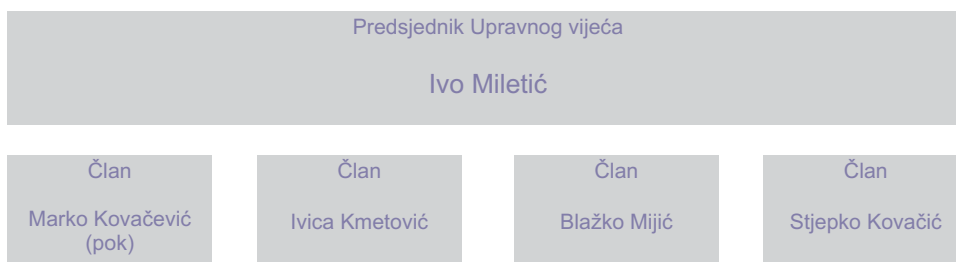 Predsjednik Upravnog vijeća
Ivo Miletić
Član
Marko Kovačević
(pok)
Član
Ivica Kmetović
Član
Blažko Mijić
Član
Stjepko Kovačić